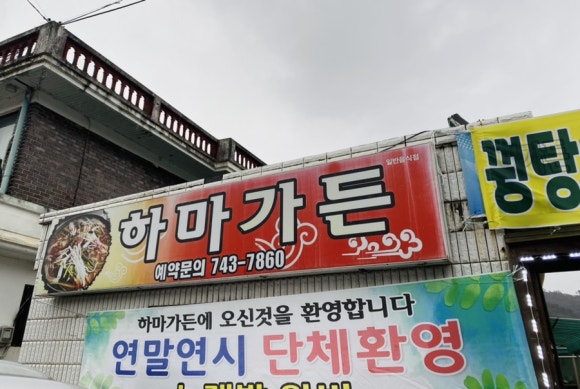 일반음식점
하마가든
예약문의 743-7860
꿩탕
하마가든에 오신것을 환영합니다
연말연시 단체환영